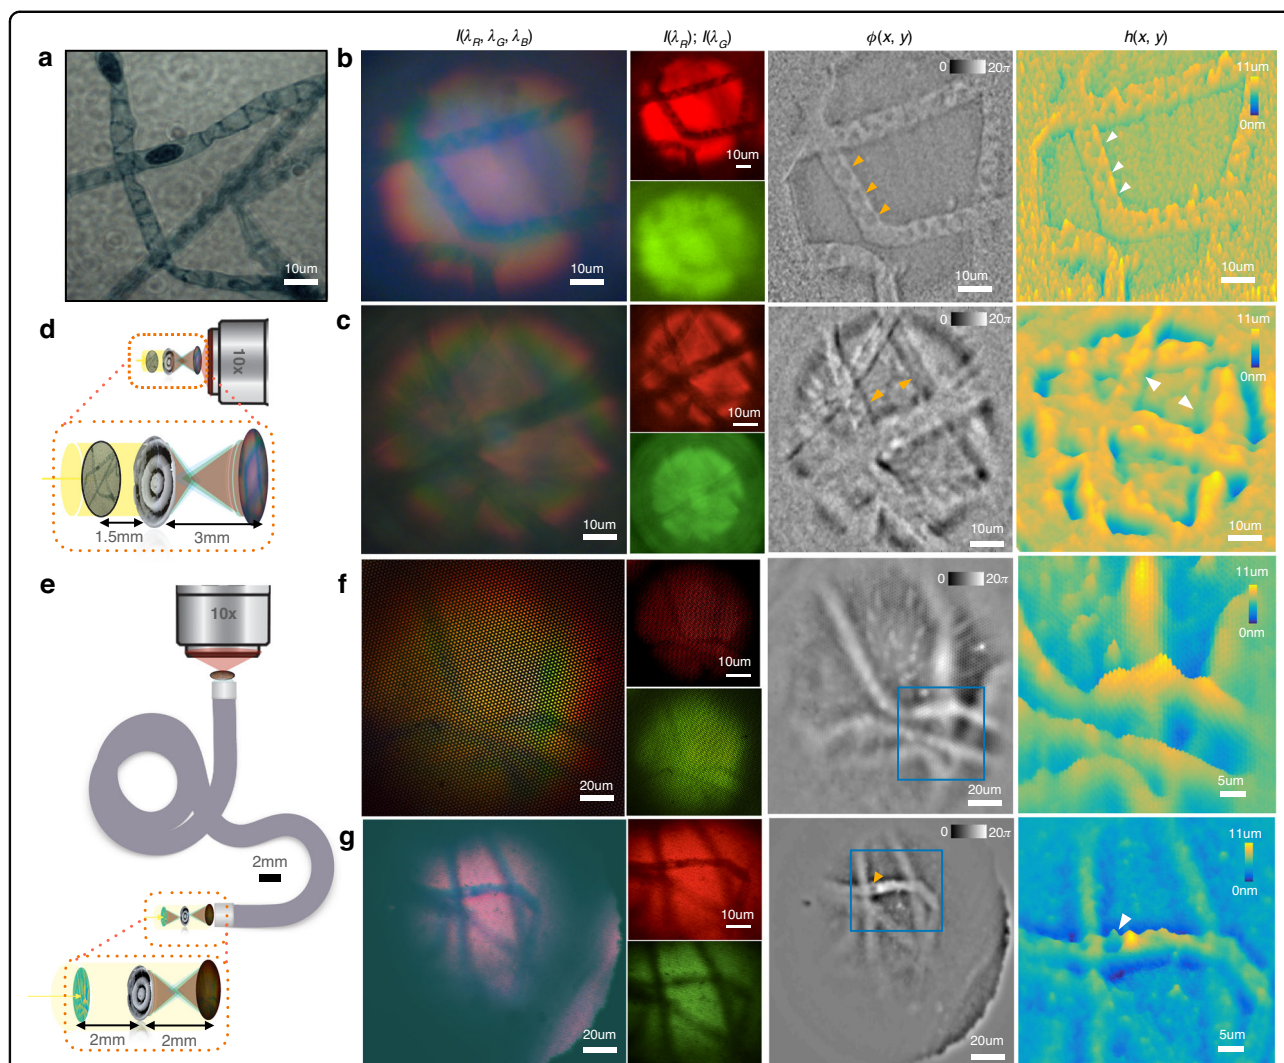 I(λR, λG, λB)
I(λR); I(λG)
ϕ(x, y)
h(x, y)
a
10um
b
10um
10um
0 20π
10um
11um
0nm
10um
c
10um
10um
0 20π
10um
11um
0nm
10um
d
10x
1.5mm
3mm
e
10x
2mm
2mm
2mm
f
20um
10um
0 20π
20um
11um
0nm
5um
g
20um
10um
0 20π
20um
11um
0nm
5um